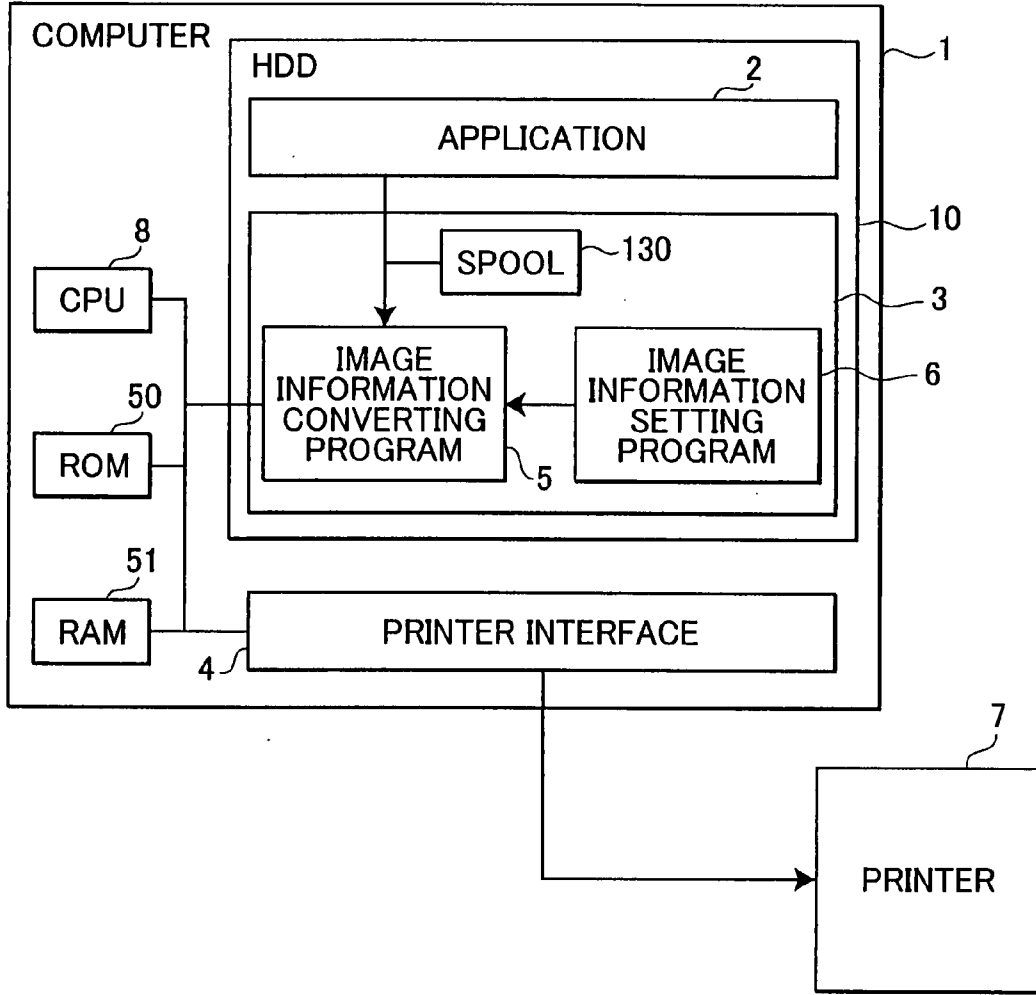 COMPUTER
1
HDD
2
APPLICATION
10
8
SPOOL
130
CPU
3
IMAGE
INFORMATION
CONVERTING
PROGRAM
IMAGE
INFORMATION
SETTING
PROGRAM
6
50
ROM
5
51
RAM
PRINTER INTERFACE
4
7
PRINTER